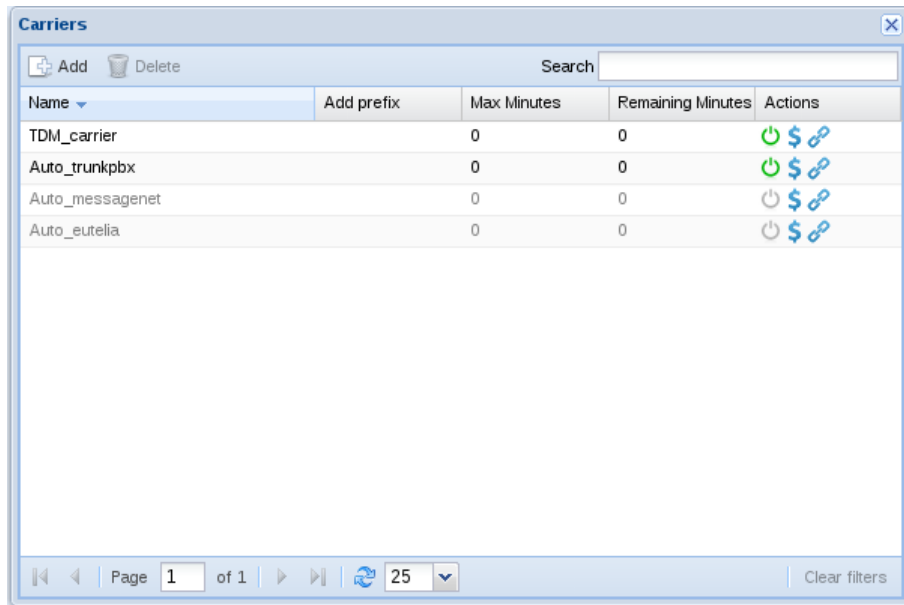 Carriers
Add Delete Search
Name Add prefix Max Minutes Remaining Minutes Actions
TDM_carrier 0 0
Auto_trunkpbx 0 0
Auto_messagenet 0 0
Auto_eutelia 0 0
Page 1 of 1 25 Clear filters